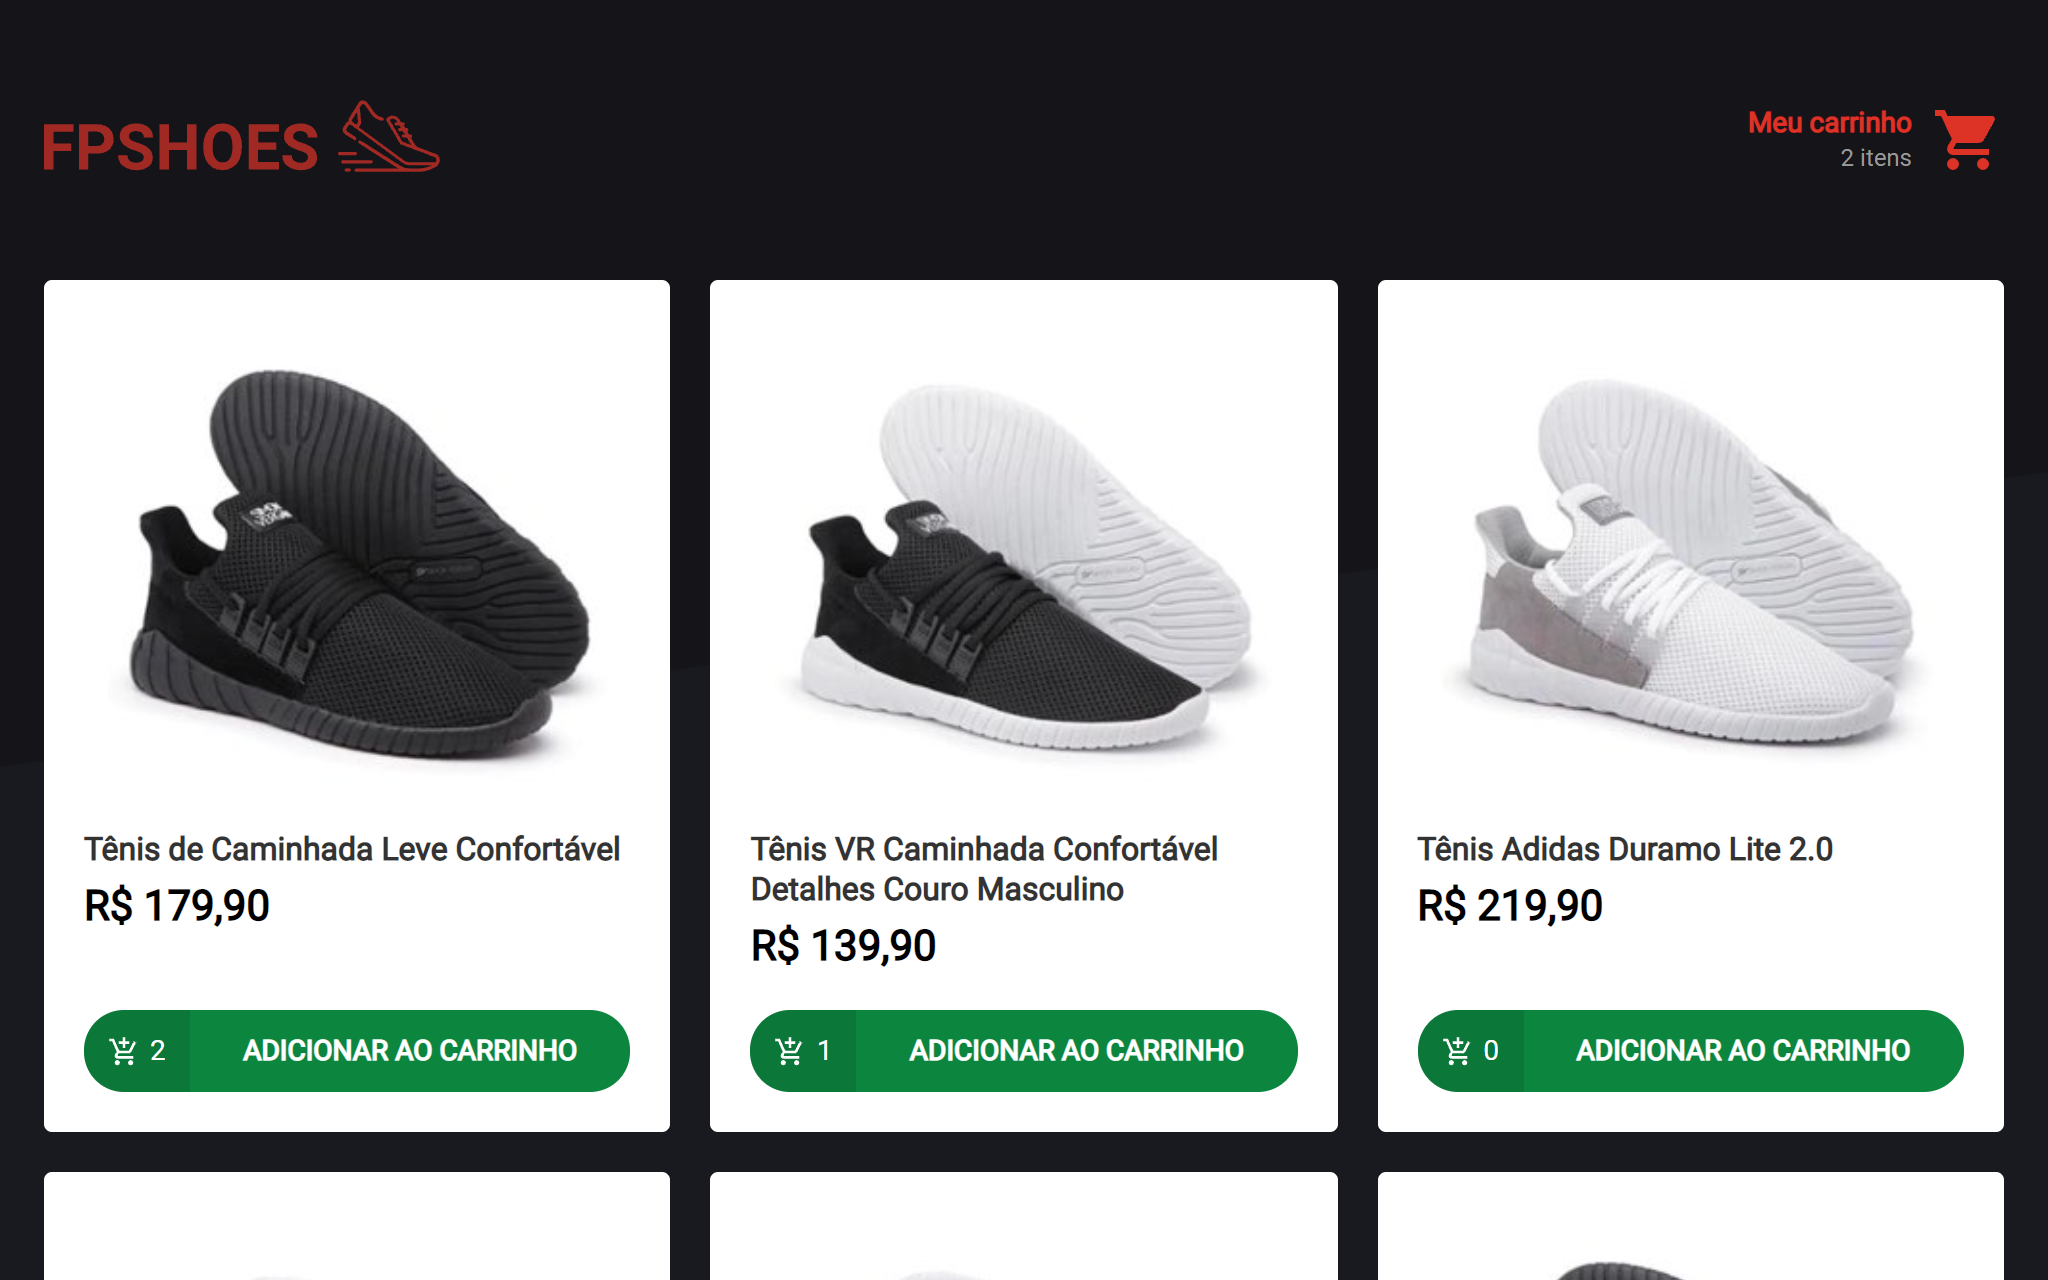 FPSHOES
Meu carrinho
2 itens
Tênis de Caminhada Leve Confortável
R$ 179,90
2 ADICIONAR AO CARRINHO
Tênis VR Caminhada Confortável
Detalhes Couro Masculino
R$ 139,90
1 ADICIONAR AO CARRINHO
Tênis Adidas Duramo Lite 2.0
R$ 219,90
0 ADICIONAR AO CARRINHO